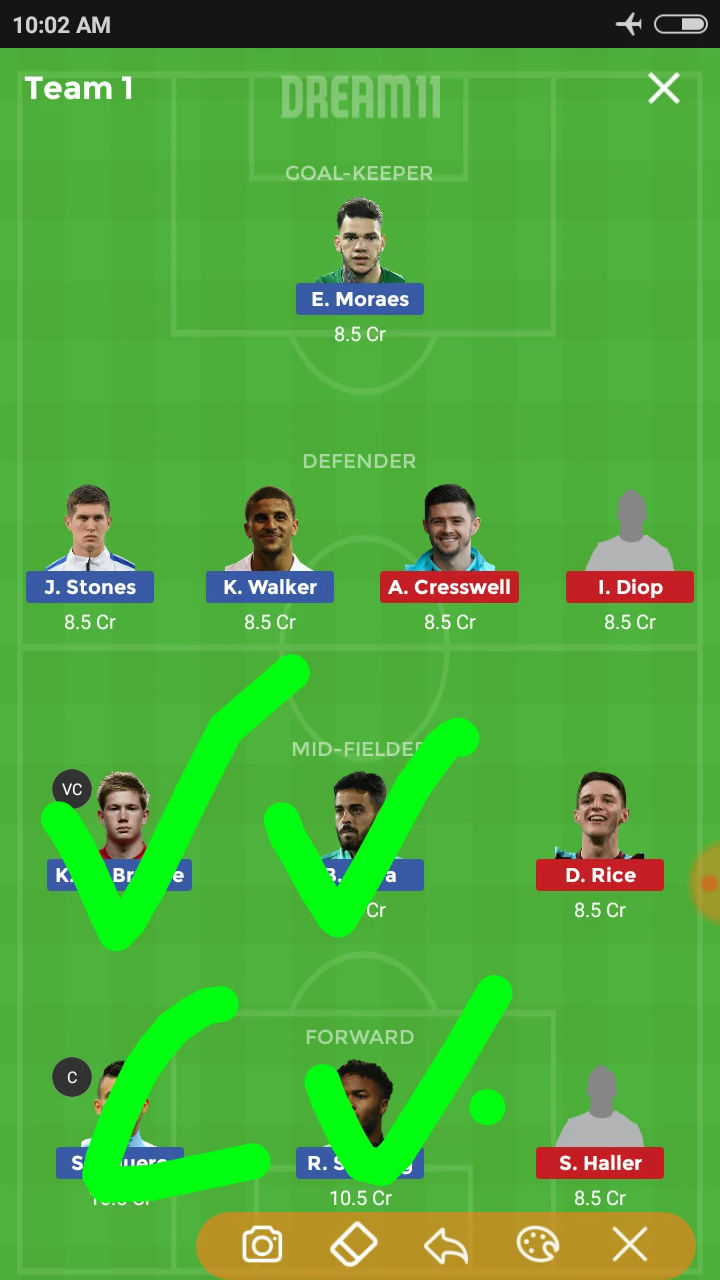 10:02 AM
Team 1
DREAM11
GOAL-KEEPER
E. Moraes
8.5 Cr
DEFENDER
J. Stones K. Walker A. Cresswell I. Diop
8.5 Cr 8.5 Cr 8.5 Cr 8.5 Cr
MID-FIELDER
VC
K. D. Rice
Cr 8.5 Cr
FORWARD
C
R. S. Haller
10.5 Cr 8.5 Cr